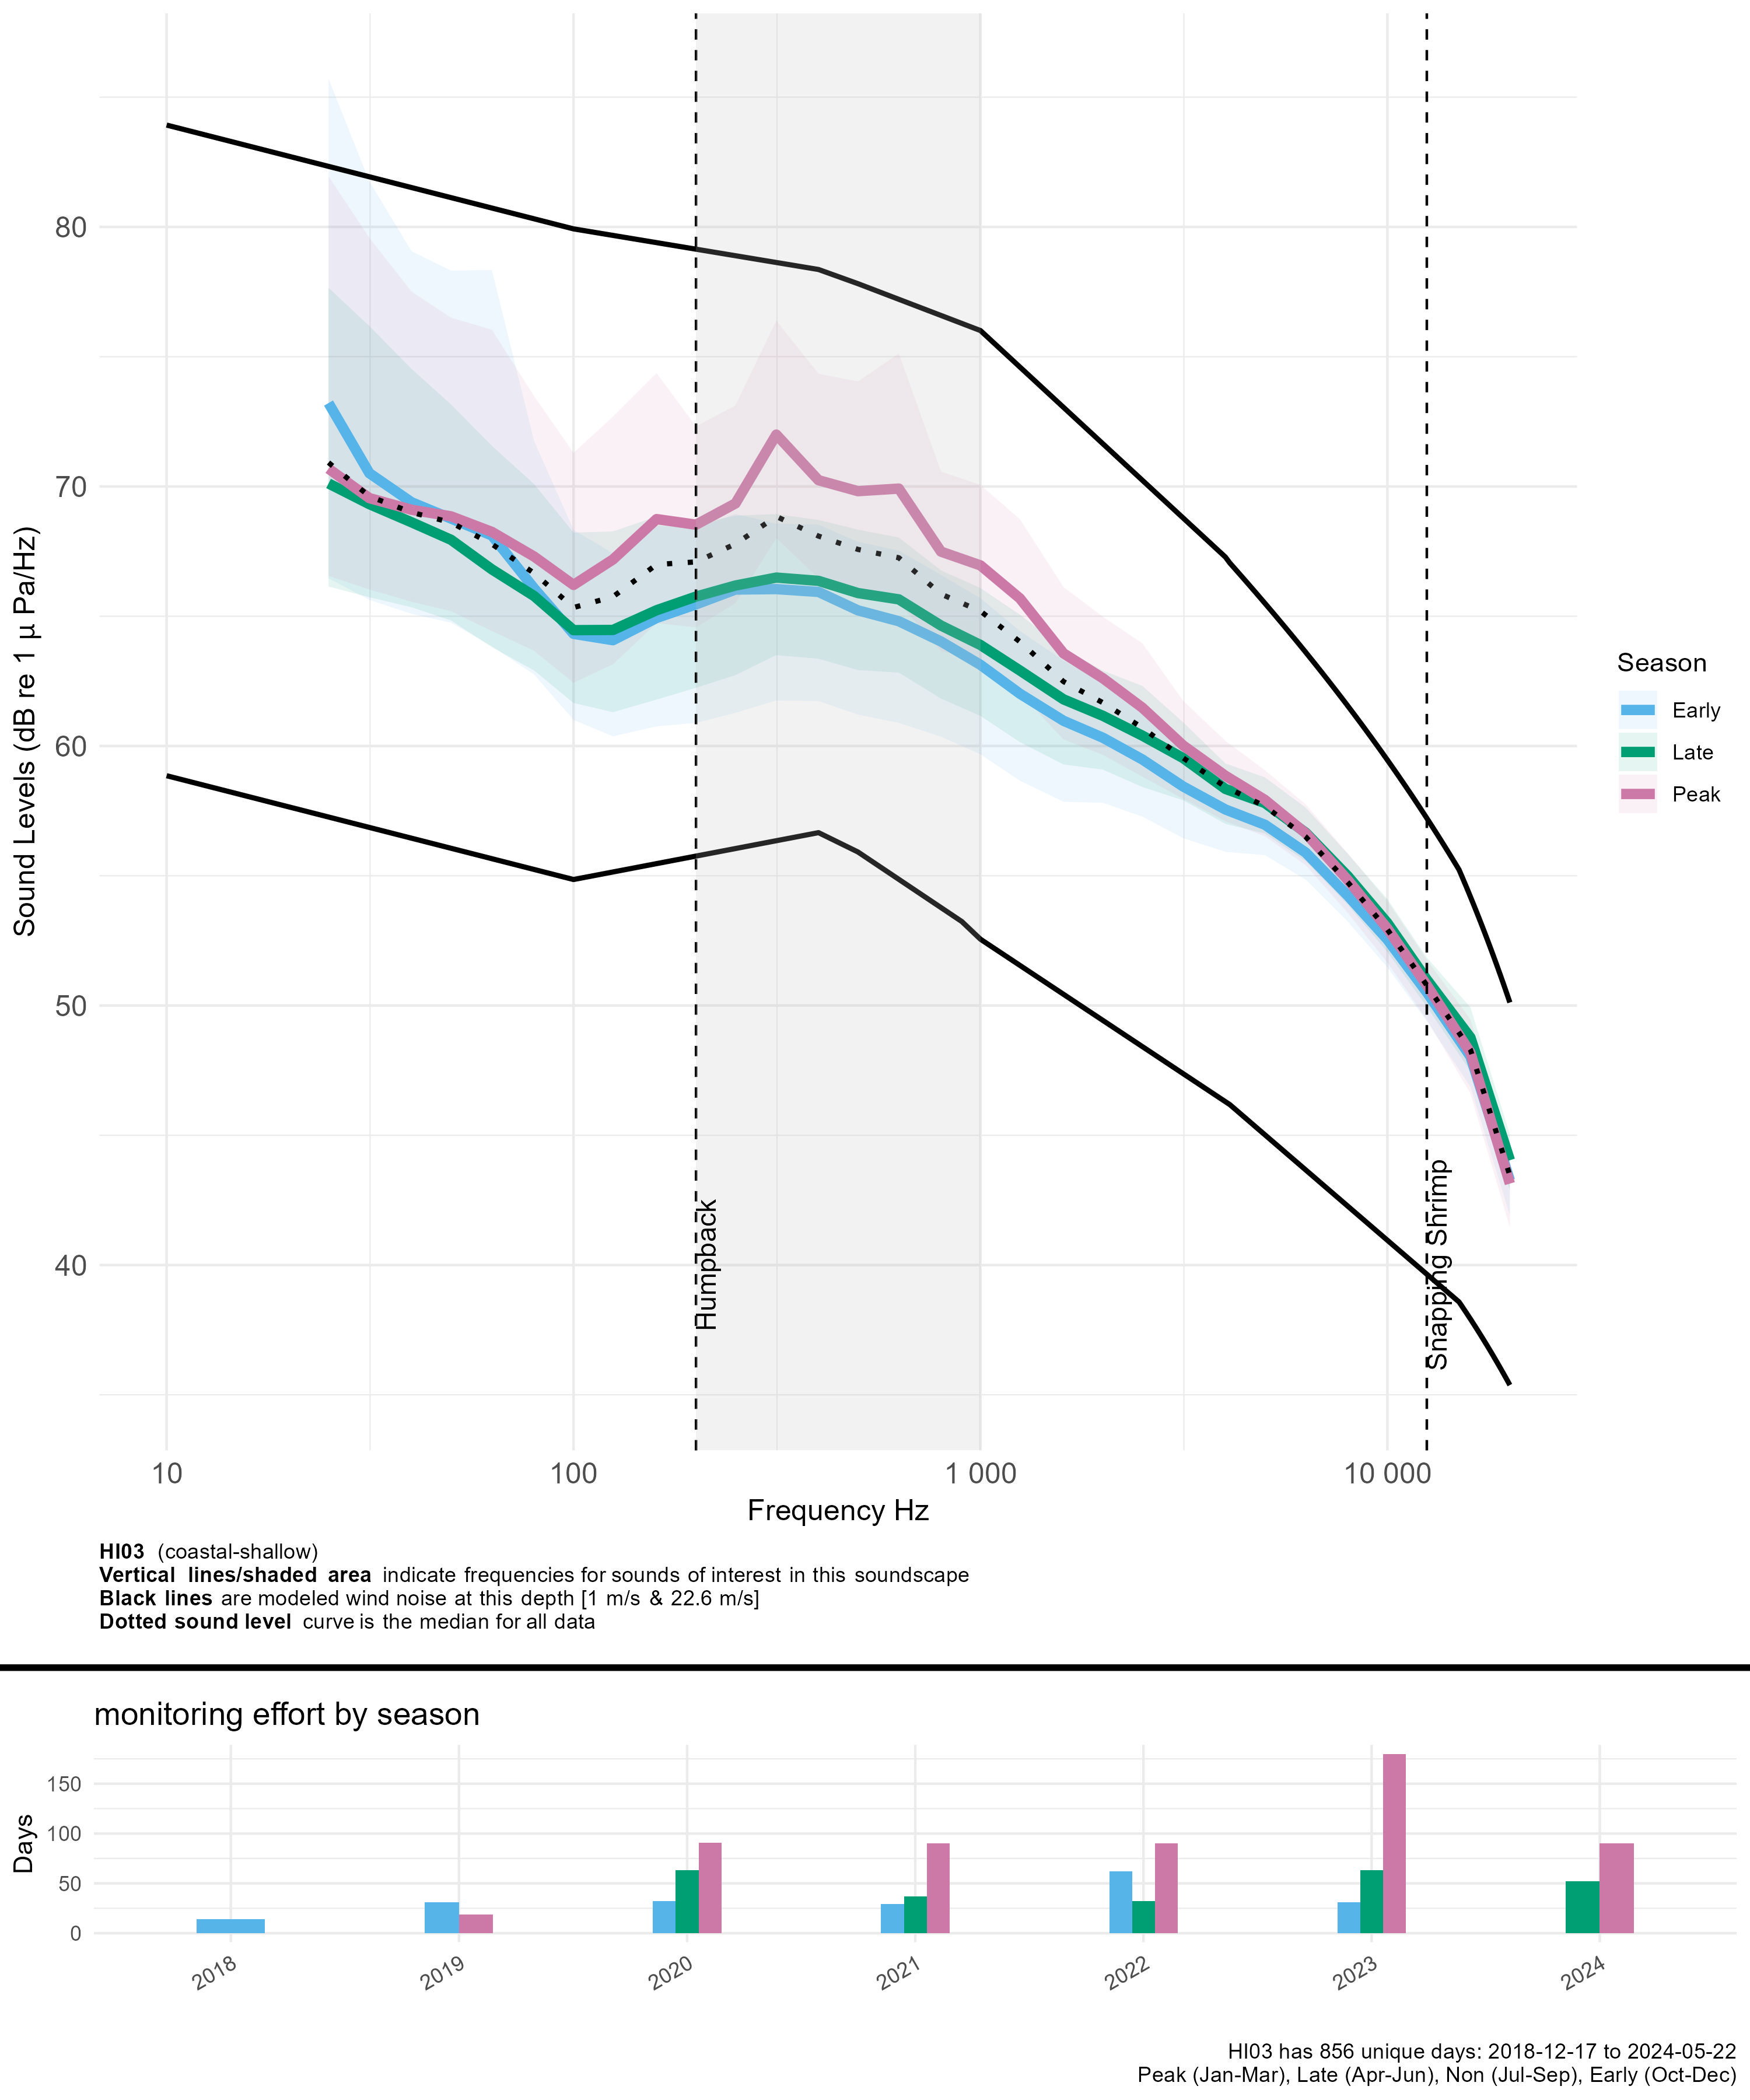 80
70
60
50
40
Sound Levels (dB re 1 µ Pa/Hz)
Humpback
Snapping Shrimp
10
100
1 000
10 000
Frequency Hz
Season
Early
Late
Peak
HI03 (coastal-shallow)
Vertical lines/shaded area indicate frequencies for sounds of interest in this soundscape
Black lines are modeled wind noise at this depth [1 m/s & 22.6 m/s]
Dotted sound level curve is the median for all data
monitoring effort by season
150
100
50
0
Days
2018
2019
2020
2021
2022
2023
2024
HI03 has 856 unique days: 2018-12-17 to 2024-05-22
Peak (Jan-Mar), Late (Apr-Jun), Non (Jul-Sep), Early (Oct-Dec)